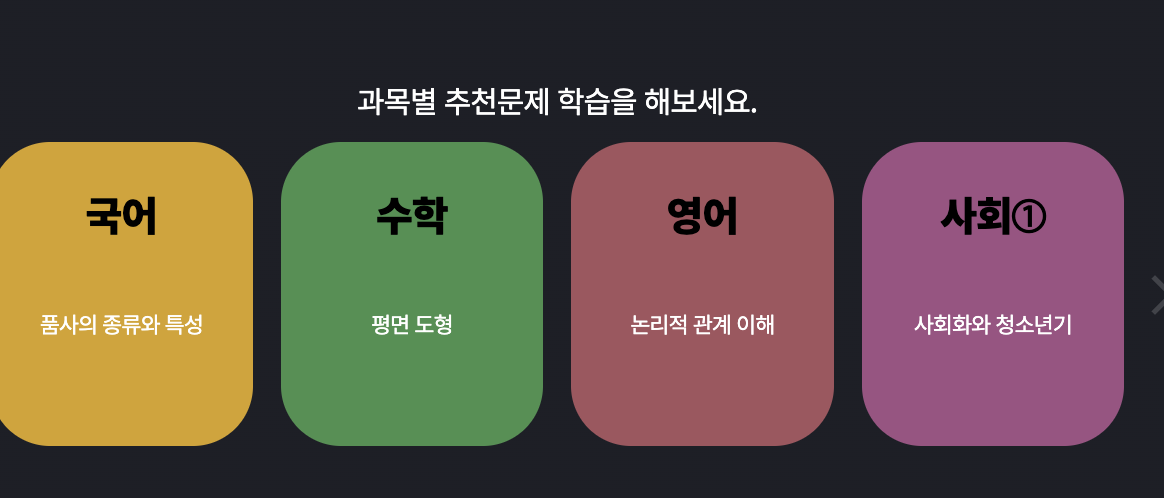 과목별 추천문제 학습을 해보세요.
국어
수학
영어
사회①
품사의 종류와 특성
평면 도형
논리적 관계 이해
사회화와 청소년기